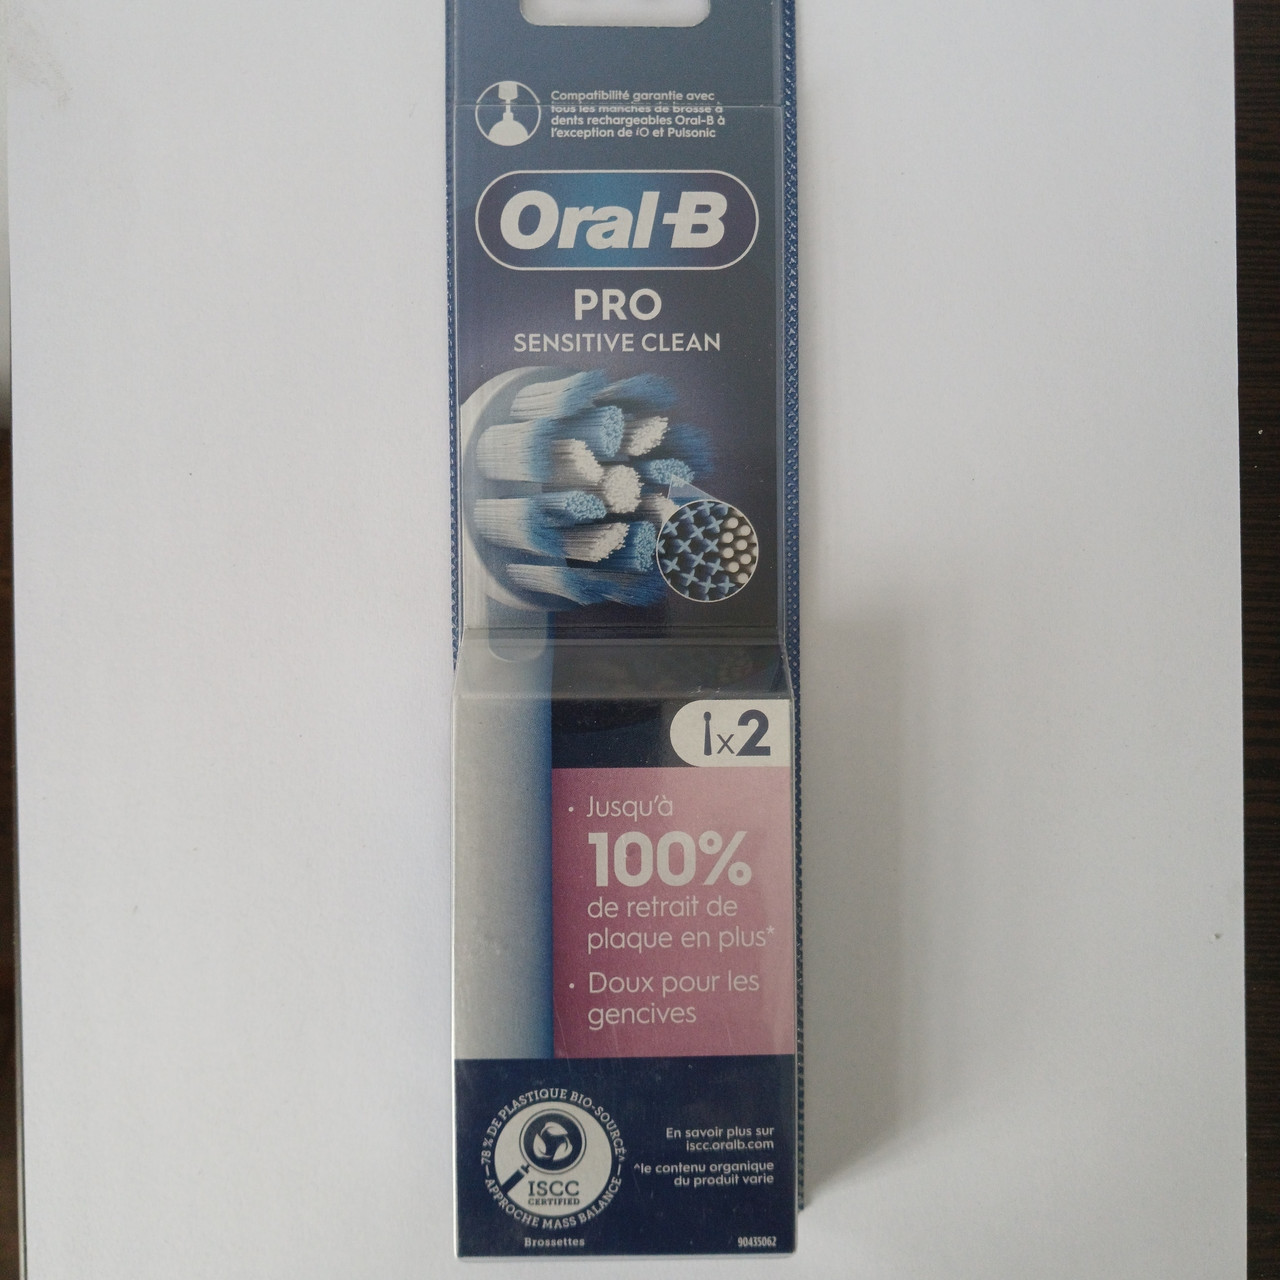 Compatibilité garantie avec
tous les manches de brosse à
dents rechargeables Oral-B à
l'exception de iO et Pulsonic
Oral-B
PRO
SENSITIVE CLEAN
x2
• Jusqu'à
100%
de retrait de
plaque en plus*
• Doux pour les
gencives
78 % DE PLASTIQUE BIO-SOURCÉ^
APPROCHE MASS BALANCE
ISCC
CERTIFIED
Brossettes
En savoir plus sur
iscc.oralb.com
^le contenu organique
du produit varie
90435062